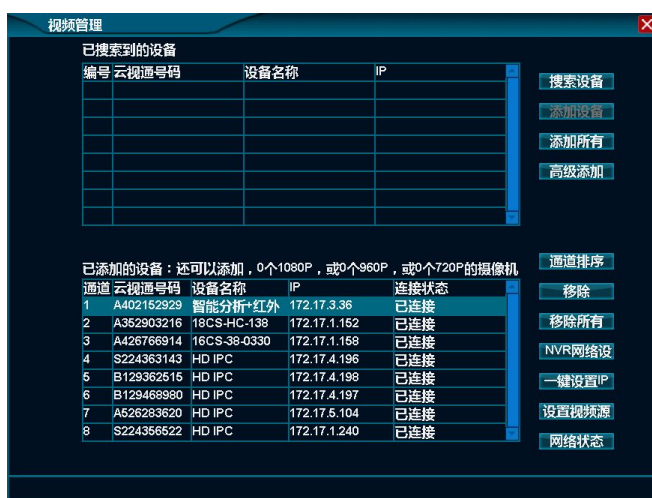 视频管理
已搜索到的设备
编号 云视通号码 设备名称 IP
搜索设备
添加设备
添加所有
高级添加
已添加的设备：还可以添加，0个1080P，或0个960P，或0个720P的摄像机
通道 云视通号码 设备名称 IP 连接状态
1 A402152929 智能分析+红外 172.17.3.36 已连接
2 A352903216 18CS-HC-138 172.17.1.152 已连接
3 A426766914 16CS-38-0330 172.17.1.158 已连接
4 S224363143 HD IPC 172.17.4.196 已连接
5 B129362515 HD IPC 172.17.4.198 已连接
6 B129468980 HD IPC 172.17.4.197 已连接
7 A526283620 HD IPC 172.17.5.104 已连接
8 S224356522 HD IPC 172.17.1.240 已连接
通道排序
移除
移除所有
NVR网络设
一键设置IP
设置视频源
网络状态